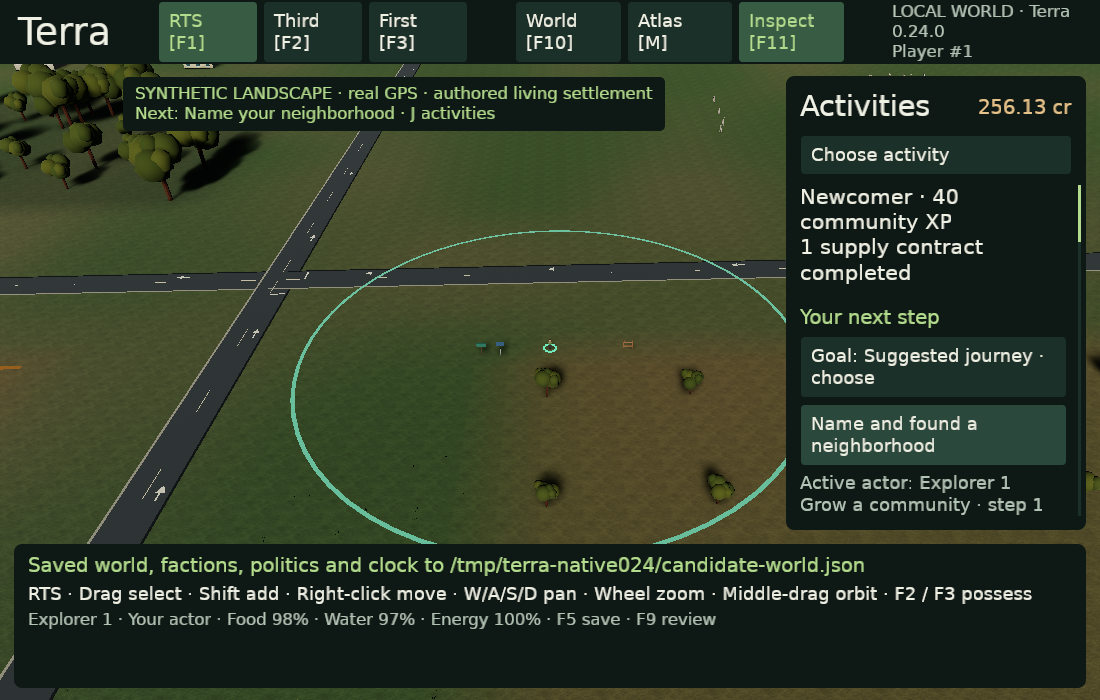 Terra
RTS
[F1]
Third
[F2]
First
[F3]
World
[F10]
Atlas
[M]
Inspect
[F11]
LOCAL WORLD · Terra
0.24.0
Player #1
SYNTHETIC LANDSCAPE · real GPS · authored living settlement
Next: Name your neighborhood · J activities
Activities
256.13 cr
Choose activity
Newcomer · 40
community XP
1 supply contract
completed
Your next step
Goal: Suggested journey ·
choose
Name and found a
neighborhood
Active actor: Explorer 1
Grow a community · step 1
Saved world, factions, politics and clock to /tmp/terra-native024/candidate-world.json
RTS · Drag select · Shift add · Right-click move · W/A/S/D pan · Wheel zoom · Middle-drag orbit · F2 / F3 possess
Explorer 1 · Your actor · Food 98% · Water 97% · Energy 100% · F5 save · F9 review